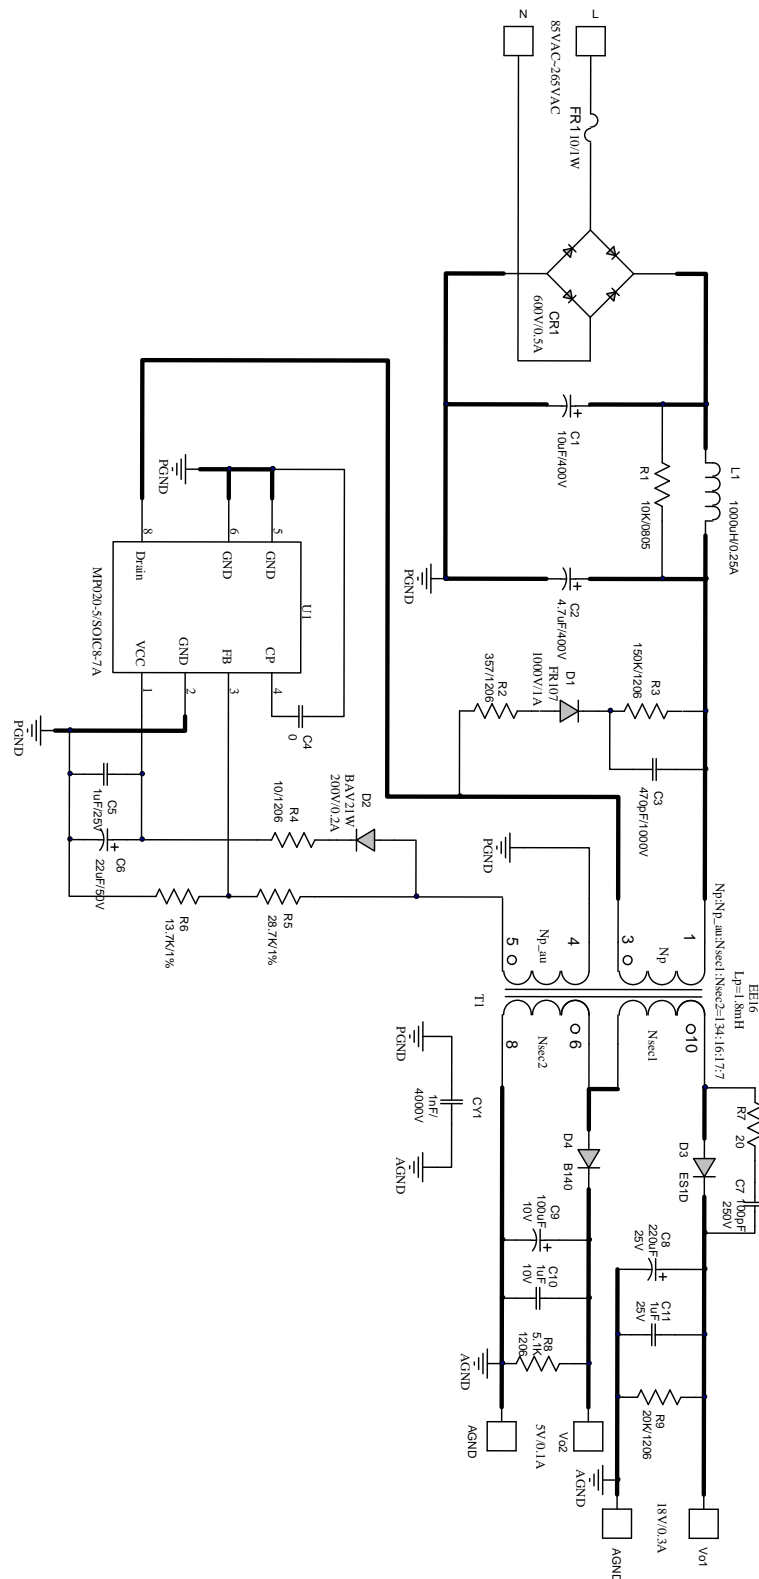 N
L
85VAC~265VAC
FR1 10/1W
CR1
600V/0.5A
C1
10uF/400V
R1
10K/0805
L1
1000uH/0.25A
C2
4.7uF/400V
PGND
PGND
8
6
5
Drain
GND
GND
U1
MP020-5/SOIC8-7A
VCC
GND
FB
CP
1
2
3
4
C4
0
PGND
R2
357/1206
D1
FR107
1000V/1A
R3
150K/1206
C3
470pF/1000V
C5
1uF/25V
C6
22uF/50V
R4
10/1206
D2
BAV21W
200V/0.2A
R6
13.7K/1%
R5
28.7K/1%
PGND
Np:Np_au:Nsec1:Nsec2=134:16:17:7
Lp=1.8mH
EE16
5
4
3
1
Np_au
Np
T1
Nsec2
Nsec1
8
6
10
PGND
CY1
1nF/
4000V
AGND
D4
B140
D3
ES1D
R7
20
C7
100pF
250V
C9
100uF
10V
C10
1uF
10V
R8
5.1K
1206
AGND
C8
220uF
25V
C11
1uF
25V
R9
20K/1206
AGND
AGND
5V/0.1A
Vo2
AGND
18V/0.3A
Vo1